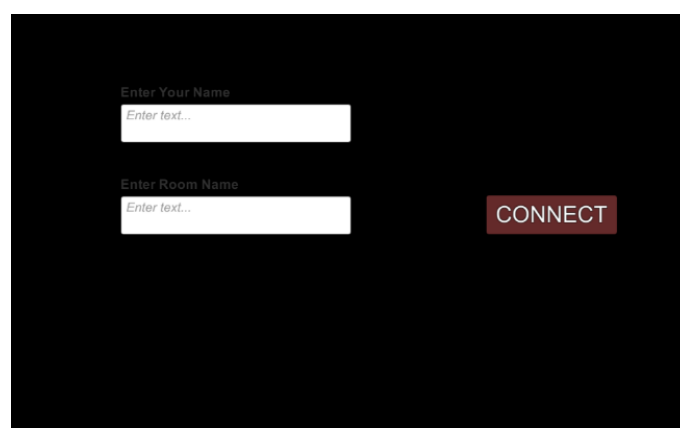 Enter Your Name
Enter text...
Enter Room Name
Enter text...
CONNECT